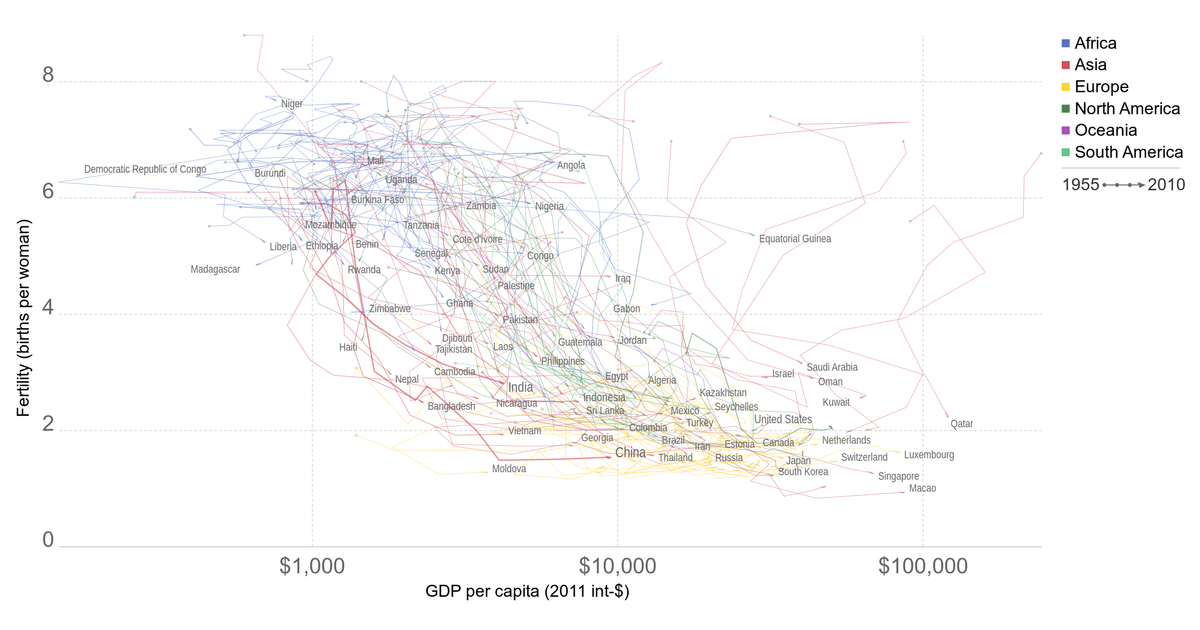 Africa
Asia
Europe
North America
Oceania
South America
1955 2010
8
6
4
2
0
Fertility (births per woman)
$1,000
$10,000
$100,000
GDP per capita (2011 int-$)
Niger
Democratic Republic of Congo
Burundi
Mali
Uganda
Angola
Burkina Faso
Zambia
Nigeria
Mozambique
Tanzania
Liberia
Ethiopia
Benin
Cote d'Ivoire
Equatorial Guinea
Senegal
Congo
Madagascar
Rwanda
Kenya
Sudan
Iraq
Palestine
Zimbabwe
Ghana
Gabon
Pakistan
Haiti
Djibouti
Tajikistan
Laos
Guatemala
Jordan
Philippines
Nepal
Cambodia
India
Egypt
Algeria
Israel
Saudi Arabia
Oman
Kuwait
Bangladesh
Nicaragua
Indonesia
Sri Lanka
Kazakhstan
Seychelles
Mexico
Turkey
United States
Qatar
Vietnam
Colombia
Georgia
Brazil
Iran
Estonia
Canada
Netherlands
China
Thailand
Russia
Japan
Switzerland
Luxembourg
Moldova
South Korea
Singapore
Macao